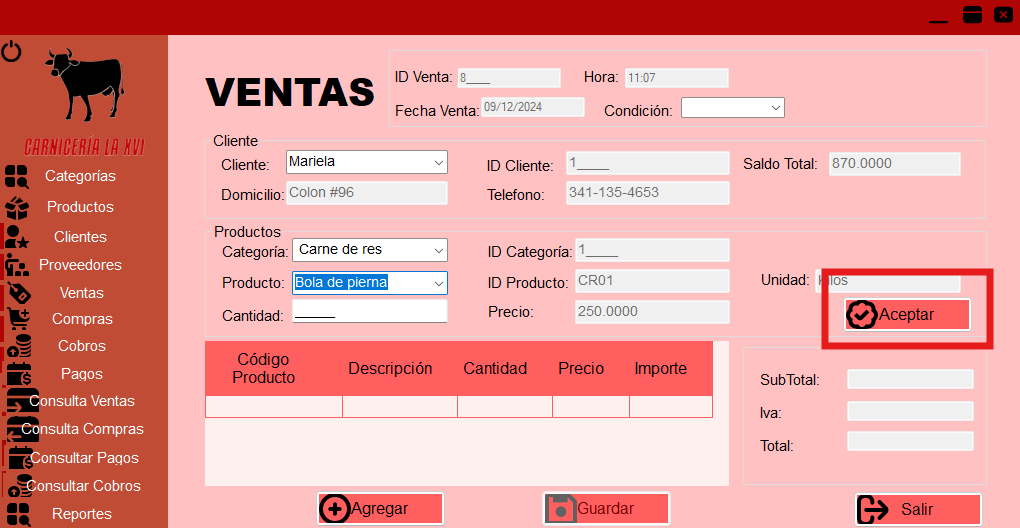 VENTAS
ID Venta: 8____ Hora: 11:07
Fecha Venta: 09/12/2024 Condición:
CARNICERÍA LA XVI
Categorías
Productos
Clientes
Proveedores
Ventas
Compras
Cobros
Pagos
Consulta Ventas
Consulta Compras
Consultar Pagos
Consultar Cobros
Reportes
Cliente
Cliente: Mariela ID Cliente: 1____ Saldo Total: 870.0000
Domicilio: Colon #96 Telefono: 341-135-4653
Productos
Categoría: Carne de res ID Categoría: 1____
Producto: Bola de pierna ID Producto: CR01 Unidad: Kilos
Cantidad: _____ Precio: 250.0000
Aceptar
Código Producto Descripción Cantidad Precio Importe
SubTotal:
Iva:
Total:
Agregar Guardar Salir